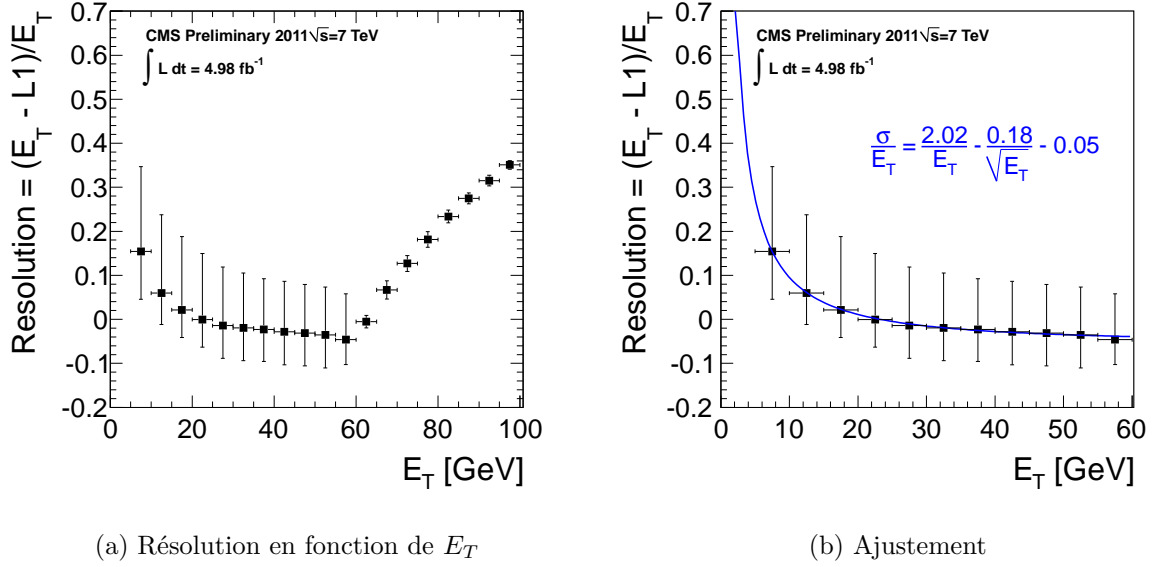 Resolution = (E_T - L1)/E_T
0.7
0.6
0.5
0.4
0.3
0.2
0.1
0
-0.1
-0.2
CMS Preliminary 2011√s=7 TeV
∫ L dt = 4.98 fb⁻¹
0 20 40 60 80 100
E_T [GeV]
(a) Résolution en fonction de E_T
Resolution = (E_T - L1)/E_T
0.7
0.6
0.5
0.4
0.3
0.2
0.1
0
-0.1
-0.2
CMS Preliminary 2011√s=7 TeV
∫ L dt = 4.98 fb⁻¹
σ/E_T = 2.02/E_T - 0.18/√E_T - 0.05
0 10 20 30 40 50 60
E_T [GeV]
(b) Ajustement